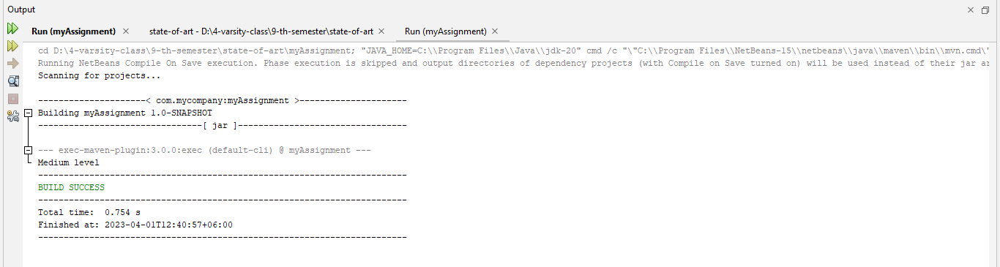 Output
Run (myAssignment)
state-of-art - D:\4-varsity-class\9-th-semester\state-of-art
Run (myAssignment)
cd D:\4-varsity-class\9-th-semester\state-of-art\myAssignment; "JAVA_HOME=C:\\Program Files\\Java\\jdk-20" cmd /c "\"C:\\Program Files\\NetBeans-15\\netbeans\\java\\maven\\bin\\mvn.cmd\"
Running NetBeans Compile On Save execution. Phase execution is skipped and output directories of dependency projects (with Compile on Save turned on) will be used instead of their jar
Scanning for projects...
---------------------< com.mycompany:myAssignment >---------------------
Building myAssignment 1.0-SNAPSHOT
--------------------------------[ jar ]---------------------------------
--- exec-maven-plugin:3.0.0:exec (default-cli) @ myAssignment ---
Medium level
------------------------------------------------------------------------
BUILD SUCCESS
------------------------------------------------------------------------
Total time:  0.754 s
Finished at: 2023-04-01T12:40:57+06:00
------------------------------------------------------------------------